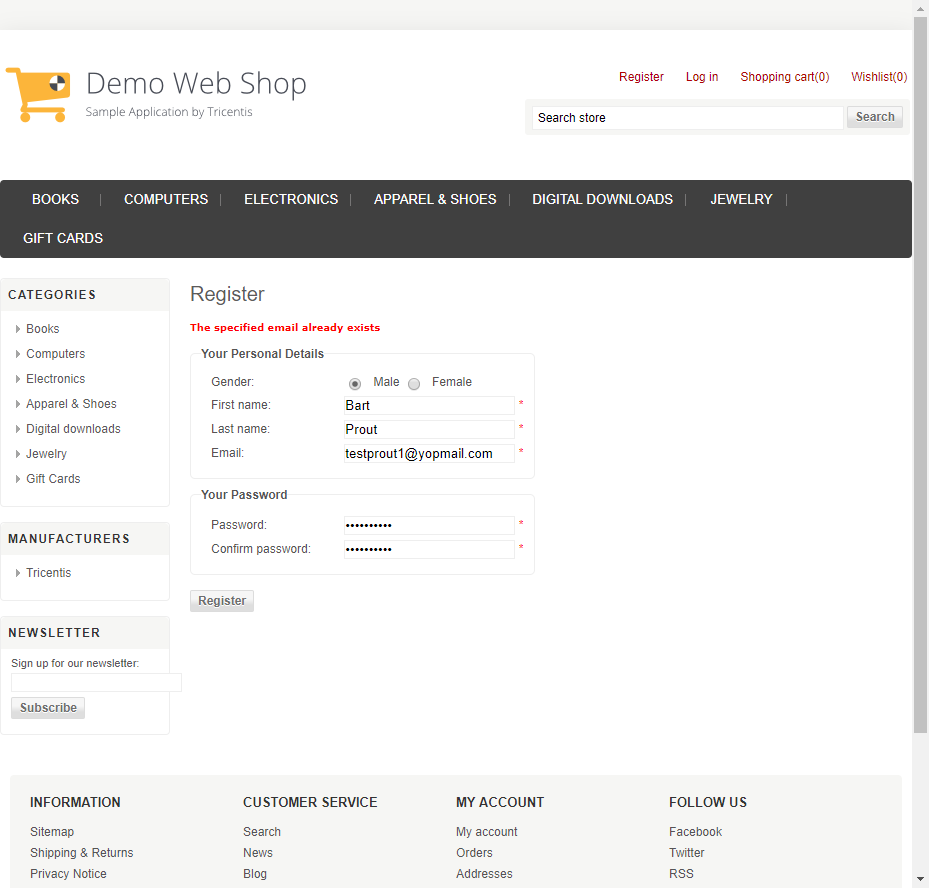 Demo Web Shop
Sample Application by Tricentis
Register Log in Shopping cart(0) Wishlist(0)
Search store Search
BOOKS COMPUTERS ELECTRONICS APPAREL & SHOES DIGITAL DOWNLOADS JEWELRY
GIFT CARDS
CATEGORIES
Books
Computers
Electronics
Apparel & Shoes
Digital downloads
Jewelry
Gift Cards
MANUFACTURERS
Tricentis
NEWSLETTER
Sign up for our newsletter:
Subscribe
Register
The specified email already exists
Your Personal Details
Gender: Male Female
First name: Bart *
Last name: Prout *
Email: testprout1@yopmail.com *
Your Password
Password: •••••••••• *
Confirm password: •••••••••• *
Register
INFORMATION
Sitemap
Shipping & Returns
Privacy Notice
CUSTOMER SERVICE
Search
News
Blog
MY ACCOUNT
My account
Orders
Addresses
FOLLOW US
Facebook
Twitter
RSS